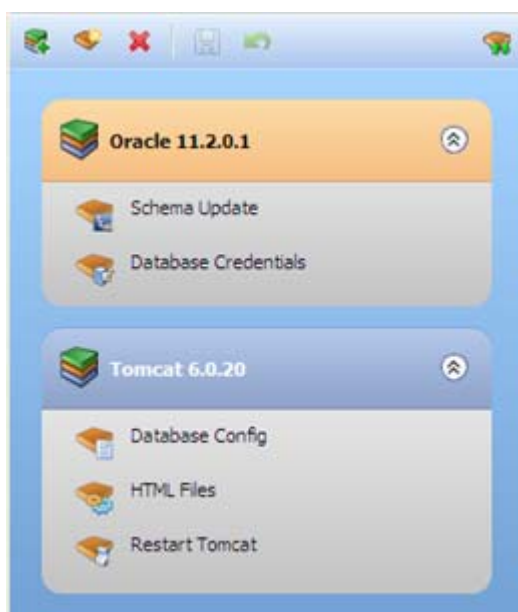 Oracle 11.2.0.1
Schema Update
Database Credentials
Tomcat 6.0.20
Database Config
HTML Files
Restart Tomcat